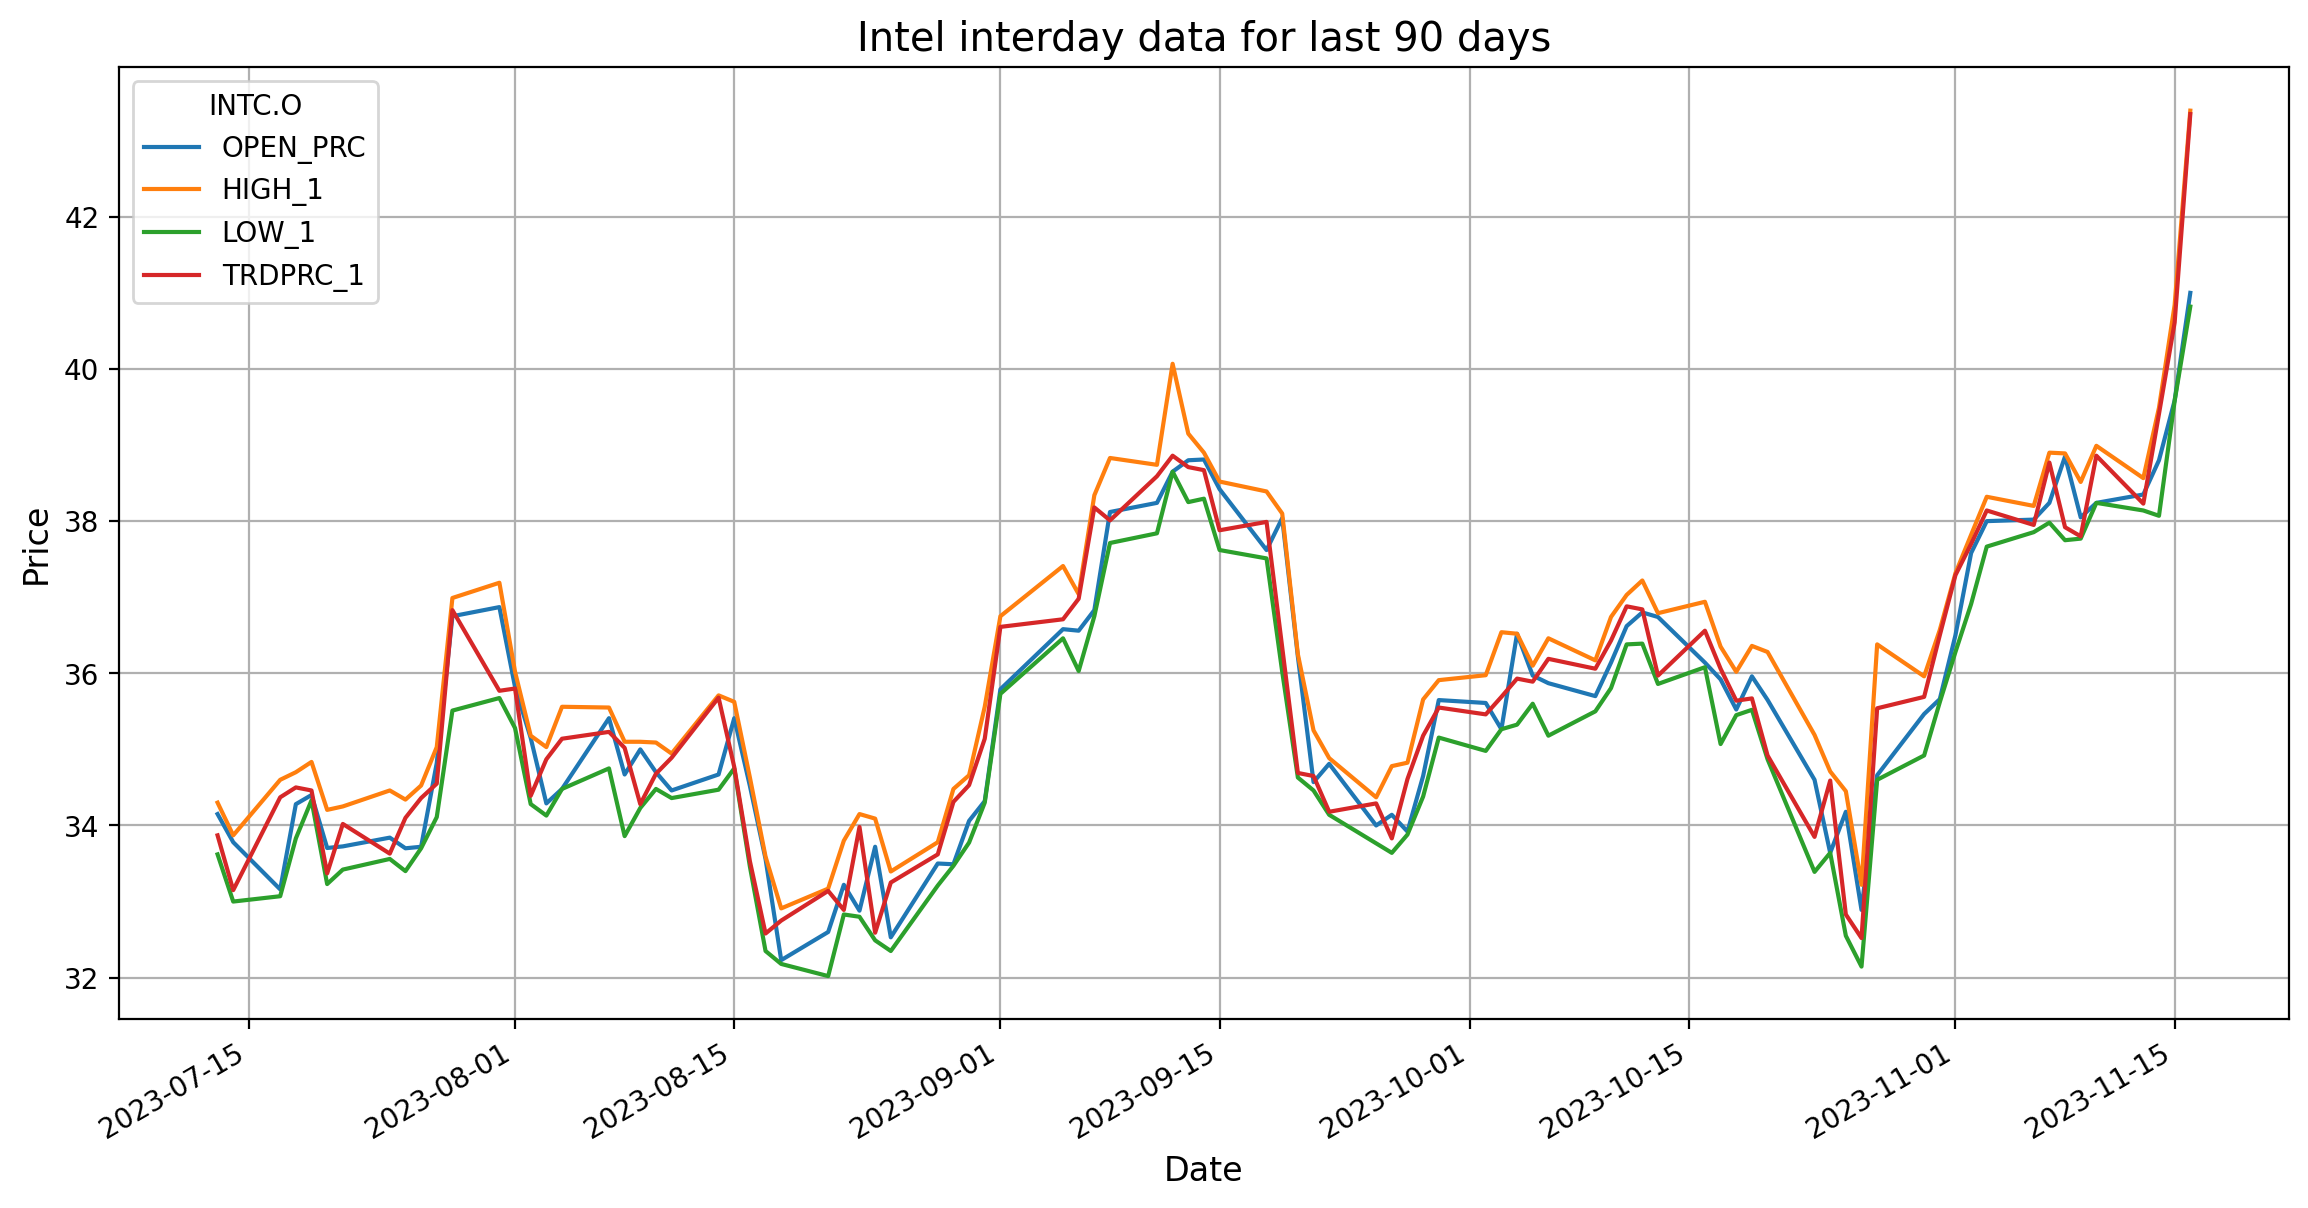 Intel interday data for last 90 days
INTC.O
OPEN_PRC
HIGH_1
LOW_1
TRDPRC_1
Price
42
40
38
36
34
32
2023-07-15
2023-08-01
2023-08-15
2023-09-01
2023-09-15
2023-10-01
2023-10-15
2023-11-01
2023-11-15
Date